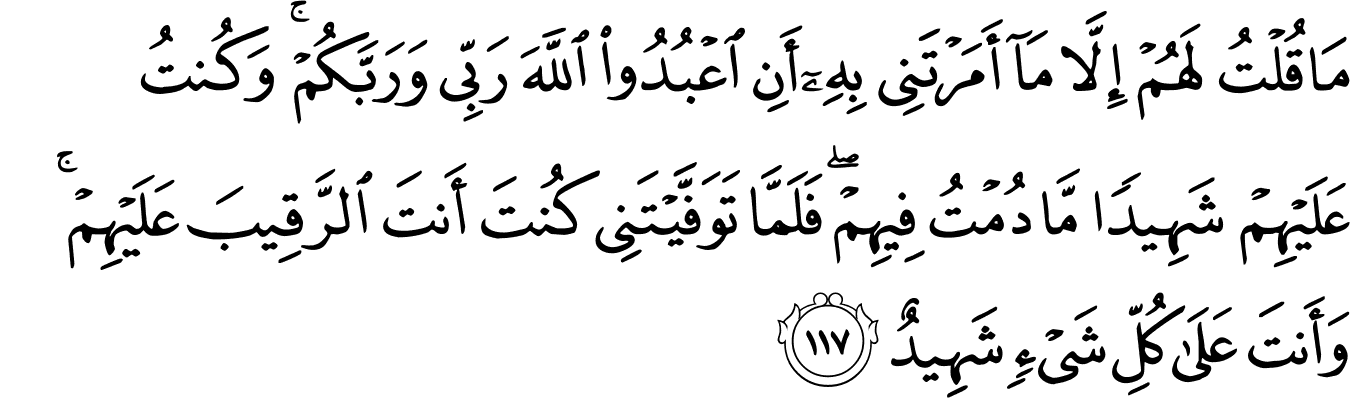 مَا قُلۡتُ لَهُمۡ إِلَّا مَآ أَمَرۡتَنِى بِهِۦٓ أَنِ ٱعۡبُدُواْ ٱللَّهَ رَبِّى وَرَبَّكُمۡۚ وَكُنتُ
عَلَيۡهِمۡ شَهِيدًا مَّا دُمۡتُ فِيهِمۡۖ فَلَمَّا تَوَفَّيۡتَنِى كُنتَ أَنتَ ٱلرَّقِيبَ عَلَيۡهِمۡۚ
وَأَنتَ عَلَىٰ كُلِّ شَىۡءٍ شَهِيدٌ ١١٧